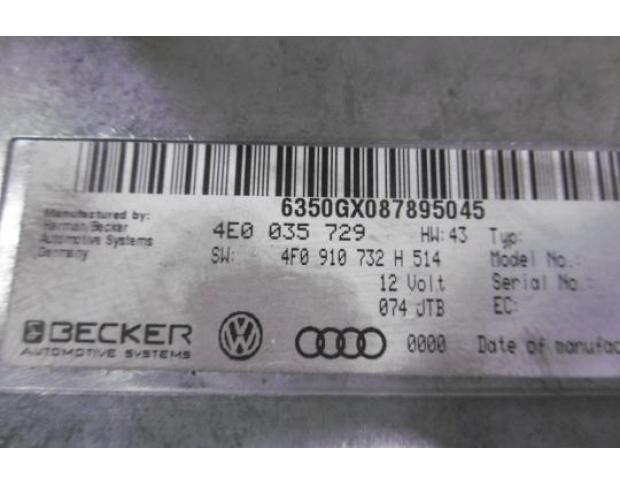 6350GX087895045
Manufactured by:
Harman/Becker
Automotive Systems
Germany
4E0 035 729 HW: 43 Typ:
SW: 4F0 910 732 H 514 Model No.:
12 Volt Serial No.:
074 JTB EC:
BECKER
AUTOMOTIVE SYSTEMS
VW
0000 Date of manufac